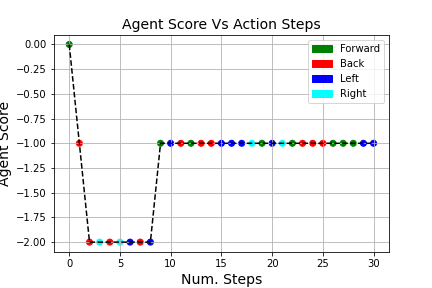 Agent Score Vs Action Steps
Agent Score
0.00
−0.25
−0.50
−0.75
−1.00
−1.25
−1.50
−1.75
−2.00
Forward
Back
Left
Right
0 5 10 15 20 25 30
Num. Steps